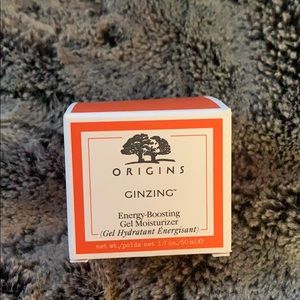 ORIGINS
GINZING™
Energy-Boosting
Gel Moisturizer
(Gel Hydratant Energisant)
net wt./poids net 1.7 oz./50 ml ℮